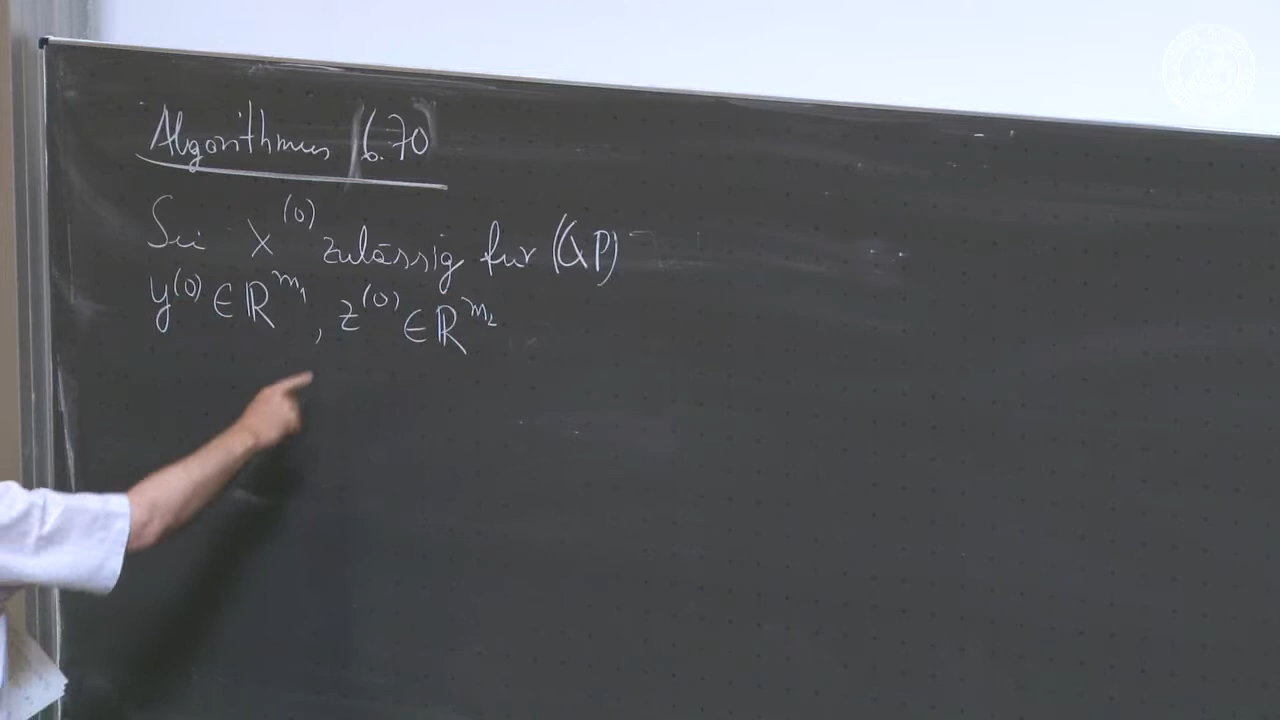 Algorithmus 6.70
Sei x^(0) zulässig für (QP)
y^(0) ∈ ℝ^m₁, z^(0) ∈ ℝ^m₂